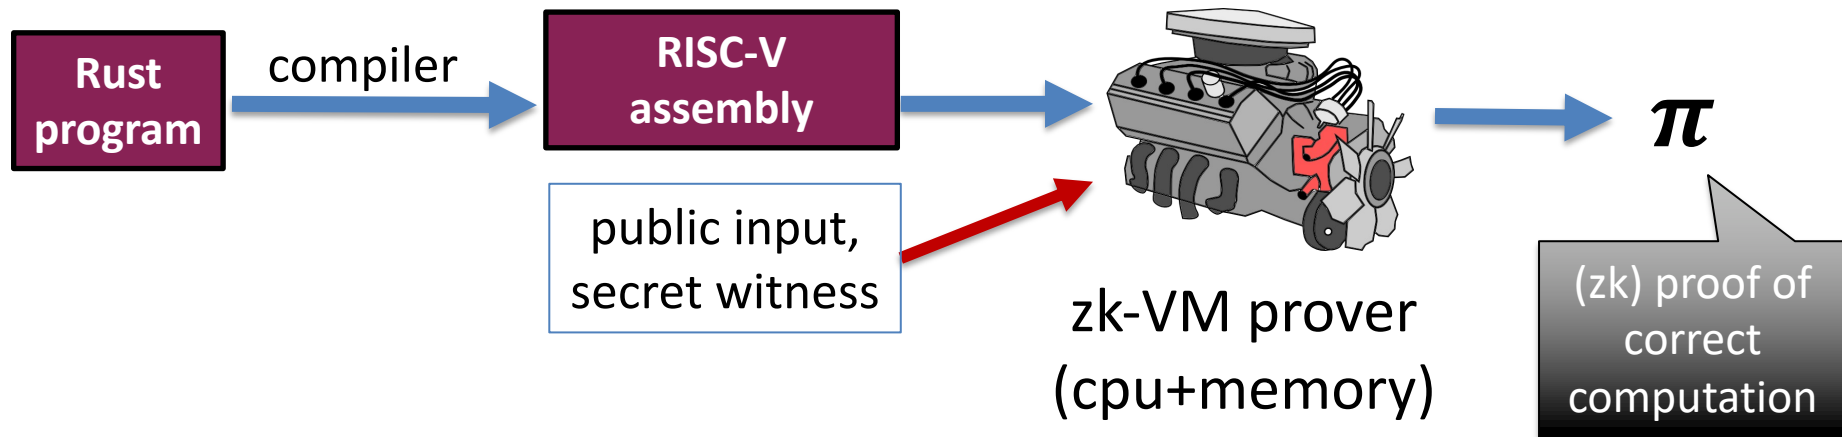 Rust
program
compiler
RISC-V
assembly
public input,
secret witness
zk-VM prover
(cpu+memory)
π
(zk) proof of
correct
computation